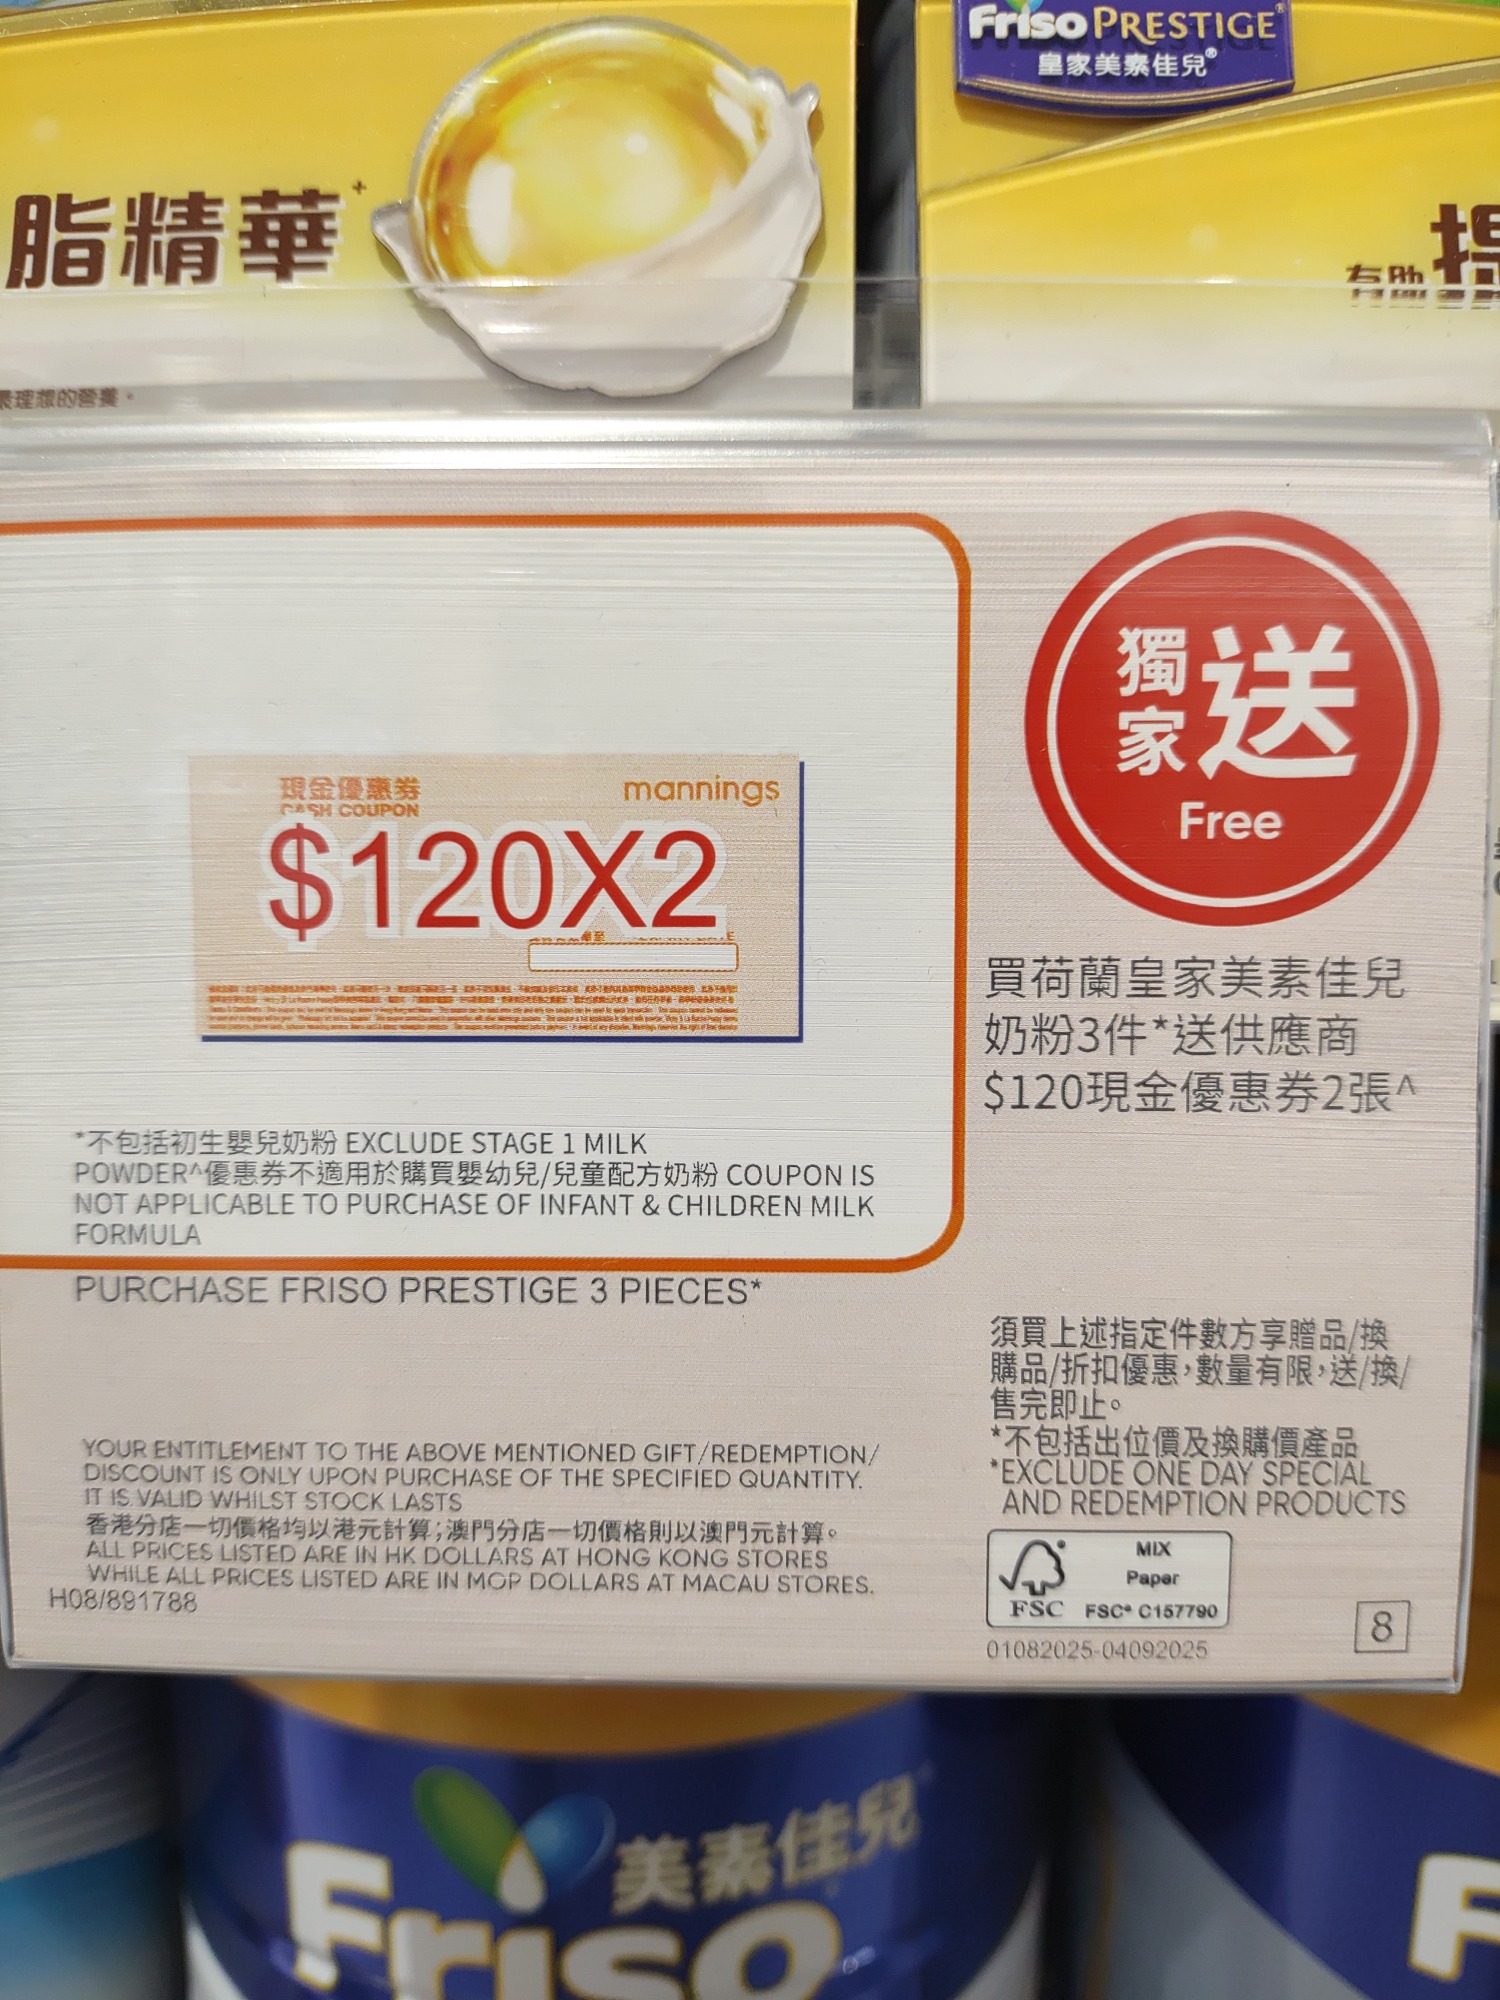 Friso PRESTIGE®
皇家美素佳兒®
脂精華+
有助
最理想的營養。
獨家送
Free
現金優惠券
mannings
CASH COUPON
$120X2
買荷蘭皇家美素佳兒
奶粉3件*送供應商
$120現金優惠券2張^
*不包括初生嬰兒奶粉 EXCLUDE STAGE 1 MILK
POWDER^優惠券不適用於購買嬰幼兒/兒童配方奶粉 COUPON IS
NOT APPLICABLE TO PURCHASE OF INFANT & CHILDREN MILK
FORMULA
PURCHASE FRISO PRESTIGE 3 PIECES*
須買上述指定件數方享贈品/換
購品/折扣優惠,數量有限,送/換/
售完即止。
*不包括出位價及換購價產品
*EXCLUDE ONE DAY SPECIAL
AND REDEMPTION PRODUCTS
YOUR ENTITLEMENT TO THE ABOVE MENTIONED GIFT/REDEMPTION/
DISCOUNT IS ONLY UPON PURCHASE OF THE SPECIFIED QUANTITY.
IT IS VALID WHILST STOCK LASTS
香港分店一切價格均以港元計算;澳門分店一切價格則以澳門元計算。
ALL PRICES LISTED ARE IN HK DOLLARS AT HONG KONG STORES
WHILE ALL PRICES LISTED ARE IN MOP DOLLARS AT MACAU STORES.
H08/891788
MIX
Paper
FSC FSC® C157790
01082025-04092025
8
美素佳兒
Friso
F